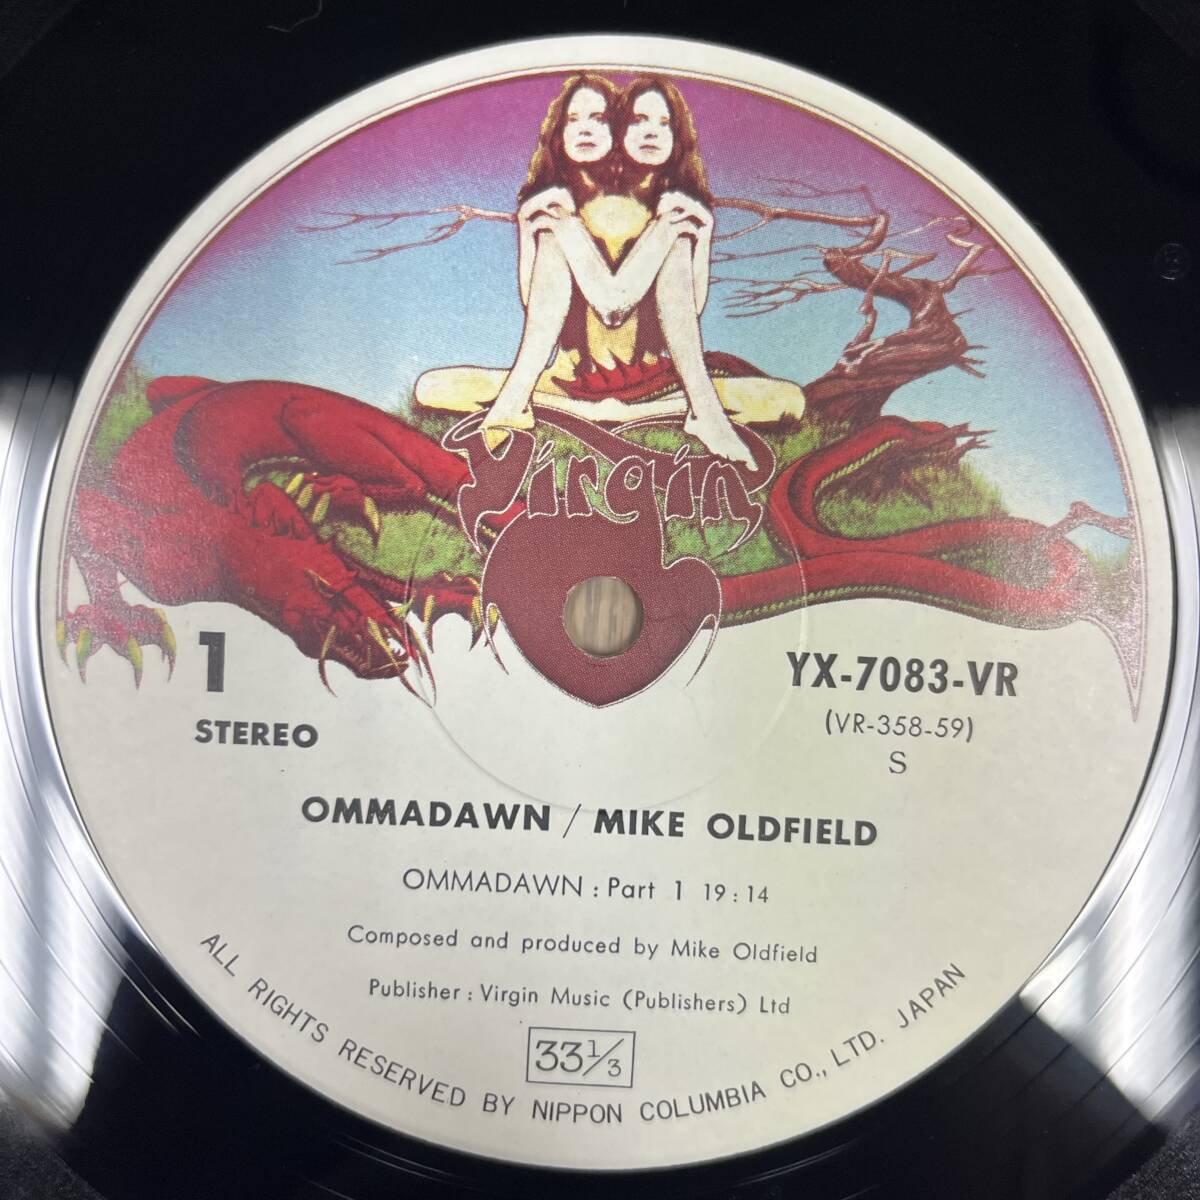 Virgin
1
STEREO
YX-7083-VR
(VR-358-59)
S
OMMADAWN / MIKE OLDFIELD
OMMADAWN : Part 1 19 : 14
Composed and produced by Mike Oldfield
Publisher : Virgin Music (Publishers) Ltd
33 1/3
ALL RIGHTS RESERVED BY NIPPON COLUMBIA CO., LTD. JAPAN